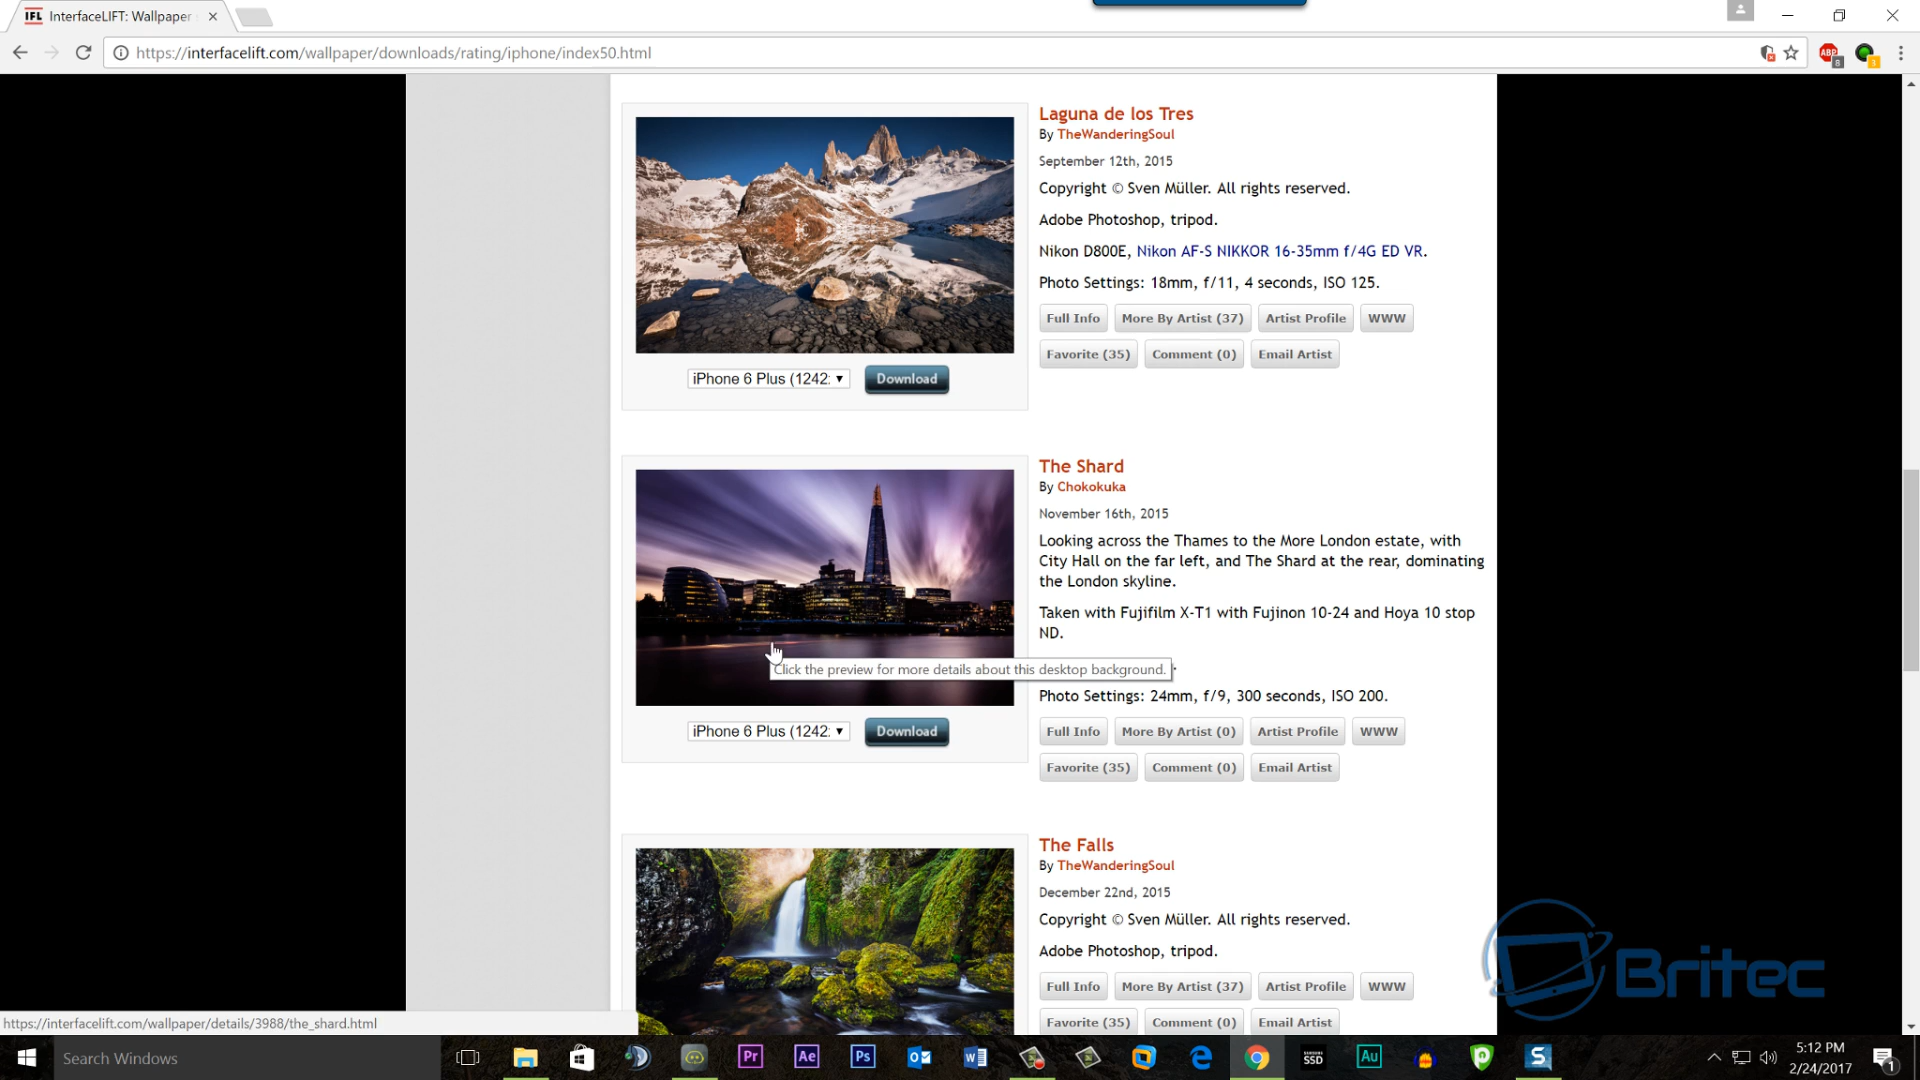 IFL InterfaceLIFT: Wallpaper
https://interfacelift.com/wallpaper/downloads/rating/iphone/index50.html
ABP 8
3
Laguna de los Tres
By TheWanderingSoul
September 12th, 2015
Copyright © Sven Müller. All rights reserved.
Adobe Photoshop, tripod.
Nikon D800E, Nikon AF-S NIKKOR 16-35mm f/4G ED VR.
Photo Settings: 18mm, f/11, 4 seconds, ISO 125.
Full Info More By Artist (37) Artist Profile WWW
Favorite (35) Comment (0) Email Artist
iPhone 6 Plus (1242: Download
The Shard
By Chokokuka
November 16th, 2015
Looking across the Thames to the More London estate, with
City Hall on the far left, and The Shard at the rear, dominating
the London skyline.
Taken with Fujifilm X-T1 with Fujinon 10-24 and Hoya 10 stop
ND.
Click the preview for more details about this desktop background.
Photo Settings: 24mm, f/9, 300 seconds, ISO 200.
iPhone 6 Plus (1242: Download
Full Info More By Artist (0) Artist Profile WWW
Favorite (35) Comment (0) Email Artist
The Falls
By TheWanderingSoul
December 22nd, 2015
Copyright © Sven Müller. All rights reserved.
Adobe Photoshop, tripod.
Full Info More By Artist (37) Artist Profile WWW
Favorite (35) Comment (0) Email Artist
Britec
https://interfacelift.com/wallpaper/details/3988/the_shard.html
Search Windows
Pr Ae Ps
SSD
Au
S
5:12 PM
2/24/2017
1